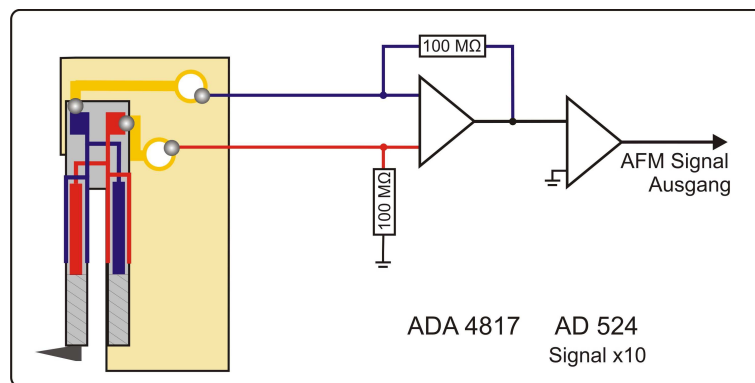 100 MΩ
100 MΩ
AFM Signal
Ausgang
ADA 4817 AD 524
Signal x10